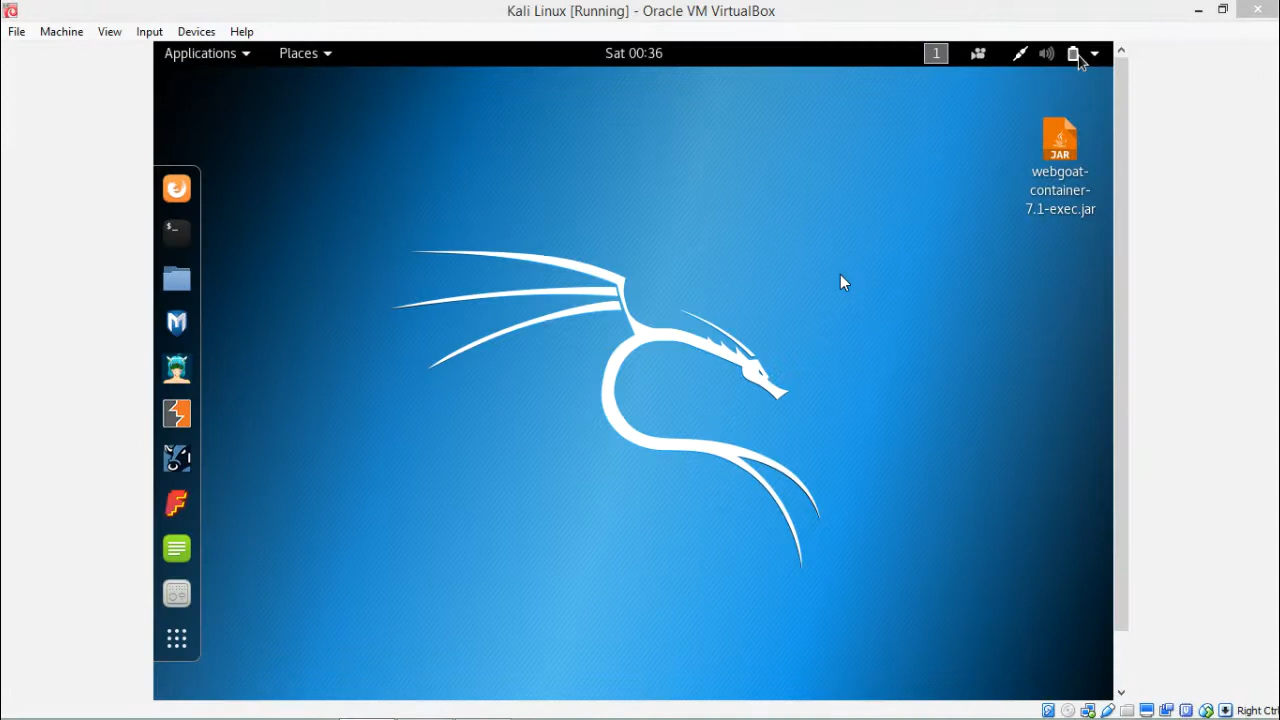 Kali Linux [Running] - Oracle VM VirtualBox
File Machine View Input Devices Help
Applications Places Sat 00:36 1
JAR
webgoat-
container-
7.1-exec.jar
$_
M
F
Right Ctrl